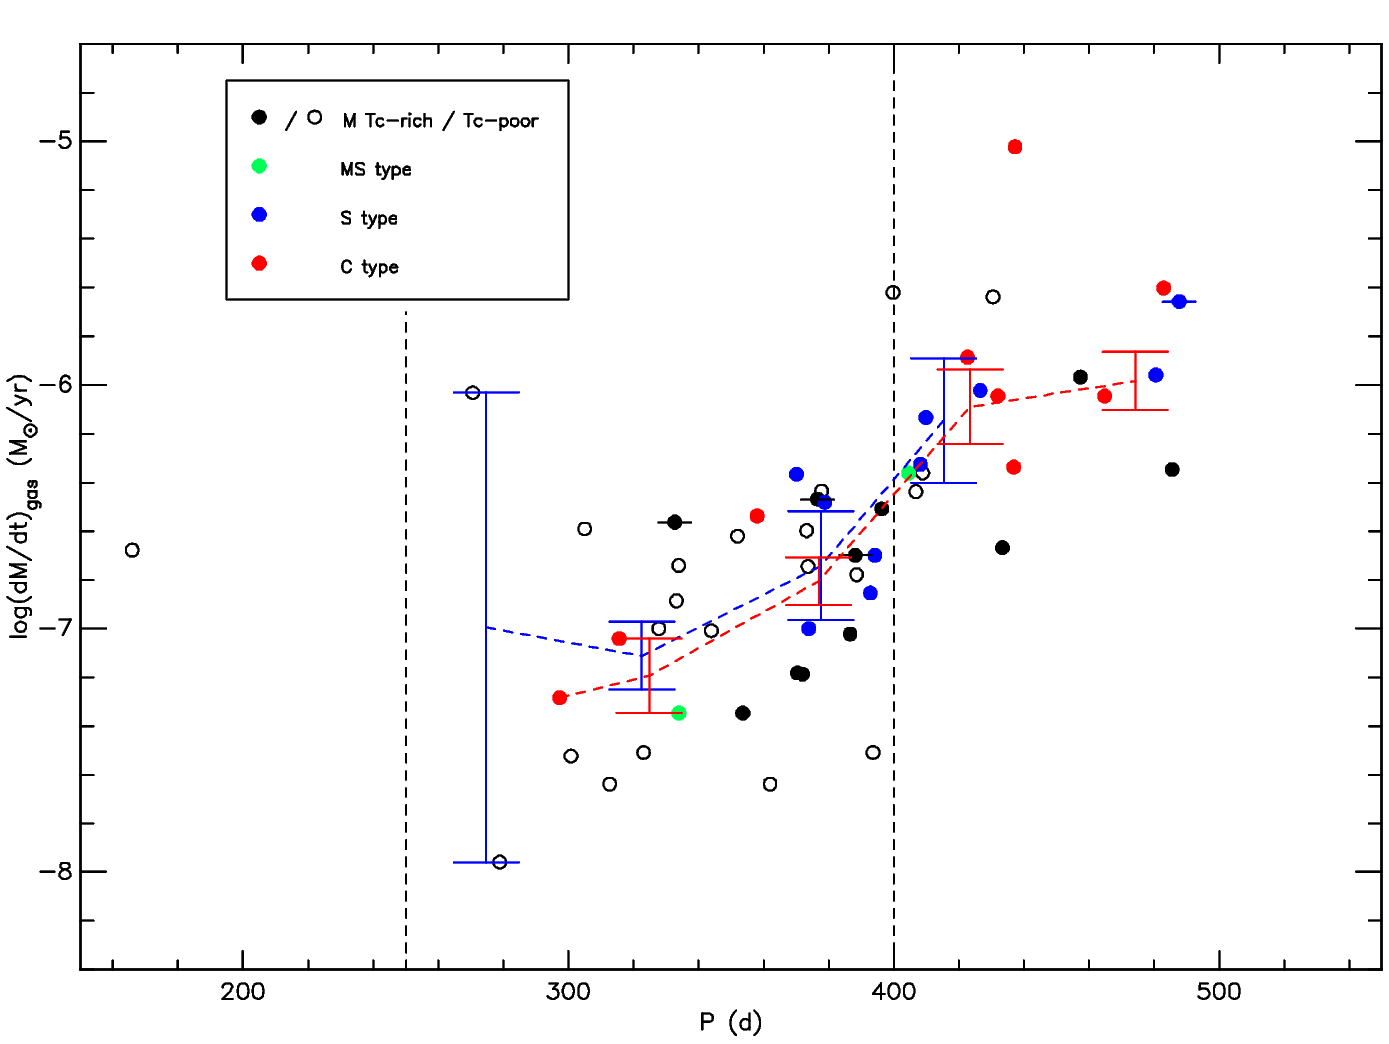 / M Tc-rich / Tc-poor
MS type
S type
C type
-5
-6
-7
-8
log(dM/dt)gas (M⊙/yr)
200 300 400 500
P (d)